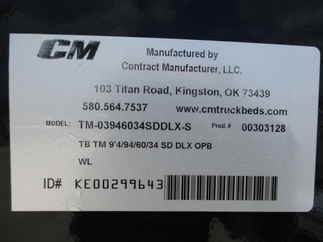 CM
Manufactured by
Contract Manufacturer, LLC.
103 Titan Road, Kingston, OK 73439
580.564.7537 www.cmtruckbeds.com
MODEL: TM-03946034SDDLX-S Prod.# 00303128
TB TM 9'4/94/60/34 SD DLX OPB
WL
ID# KE00299643